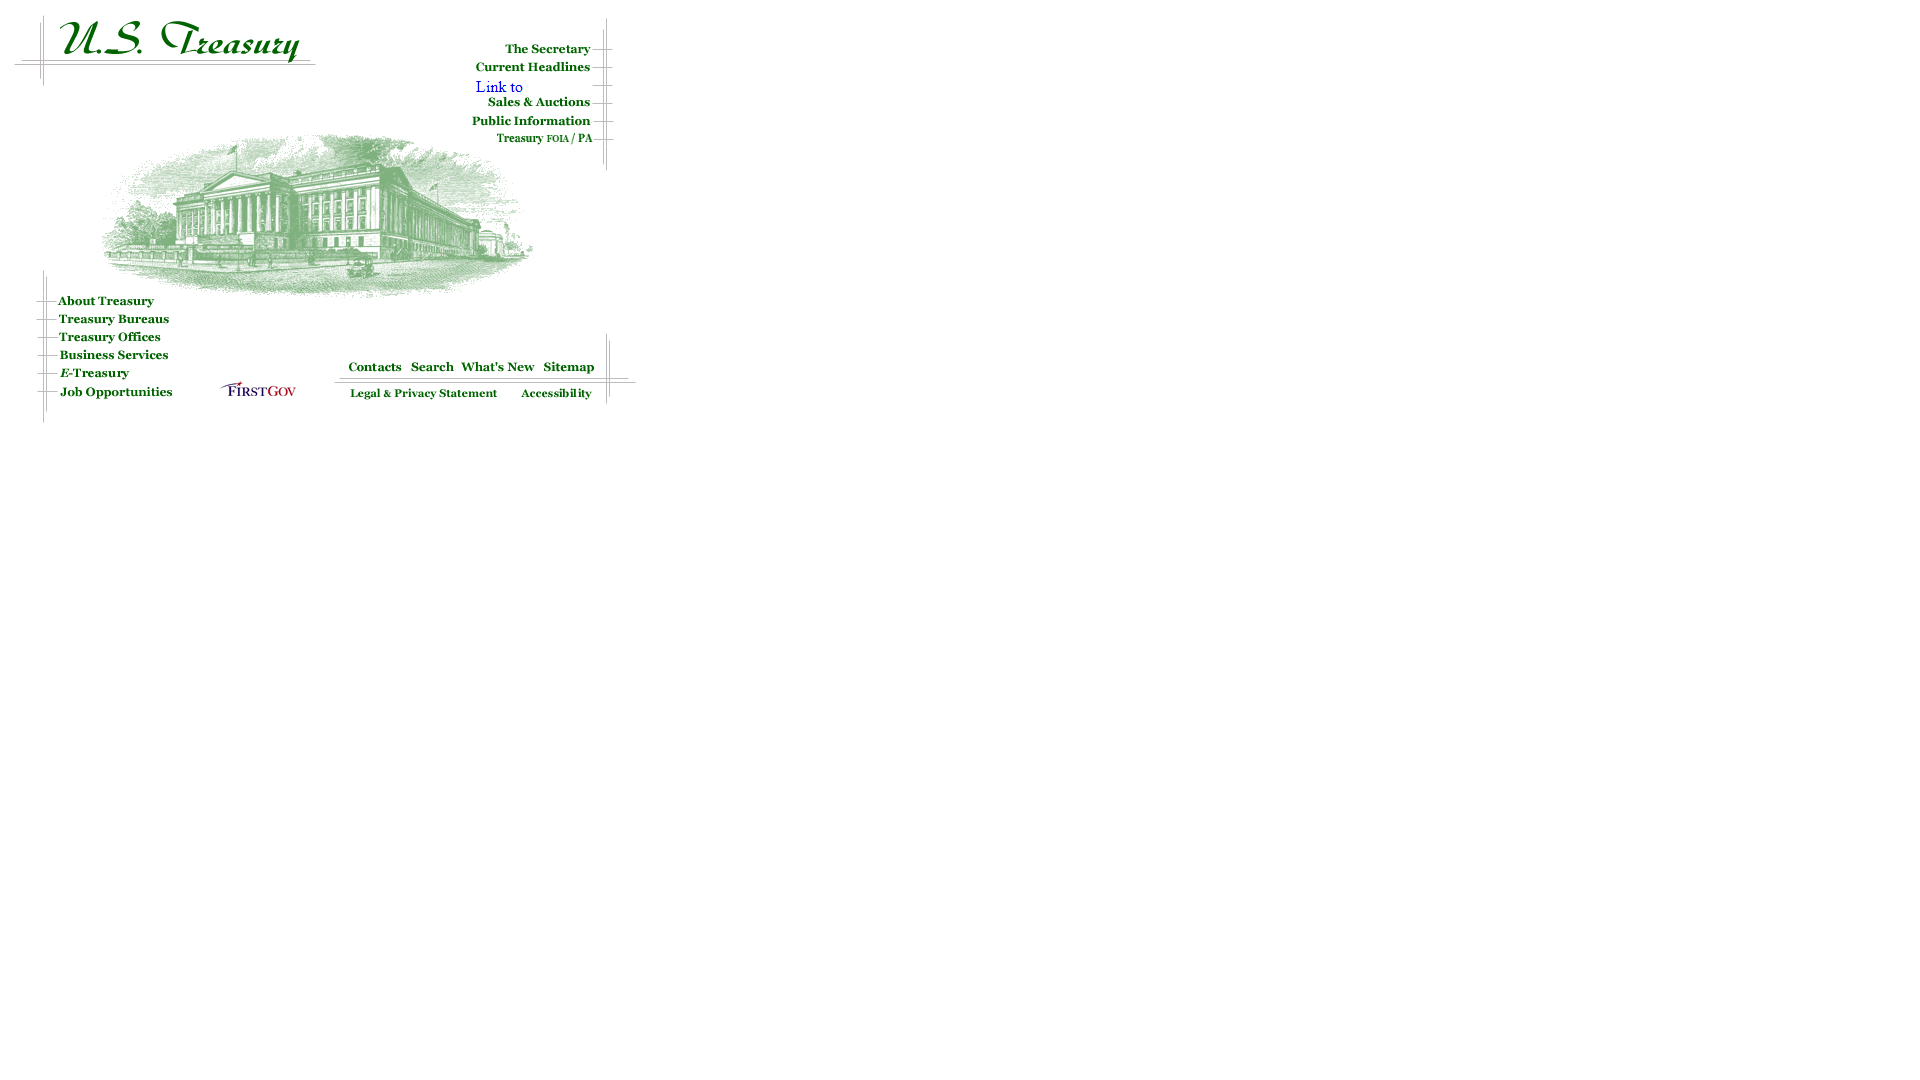 U.S. Treasury
The Secretary
Current Headlines
Link to
Sales & Auctions
Public Information
Treasury FOIA / PA
About Treasury
Treasury Bureaus
Treasury Offices
Business Services
E-Treasury
Job Opportunities
FIRSTGOV
Contacts Search What's New Sitemap
Legal & Privacy Statement Accessibility